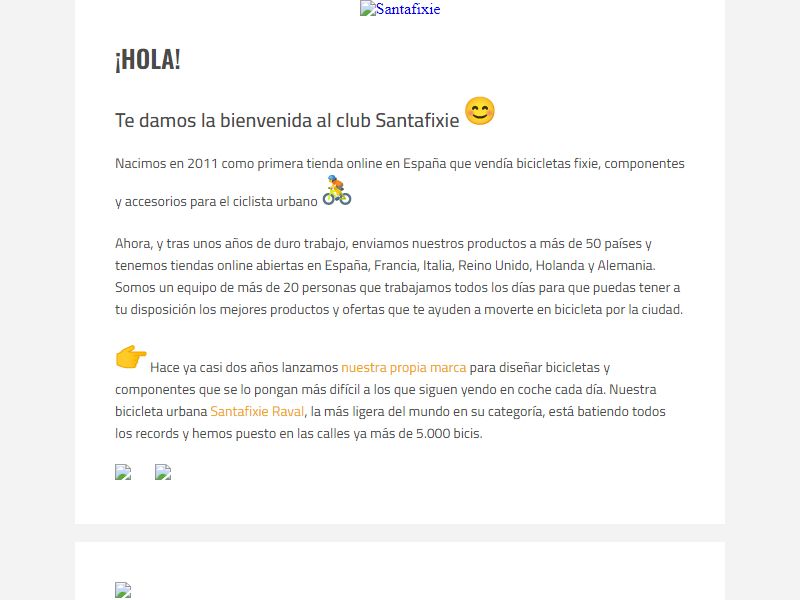 Santafixie
¡HOLA!
Te damos la bienvenida al club Santafixie 😊
Nacimos en 2011 como primera tienda online en España que vendía bicicletas fixie, componentes
y accesorios para el ciclista urbano 🚴
Ahora, y tras unos años de duro trabajo, enviamos nuestros productos a más de 50 países y
tenemos tiendas online abiertas en España, Francia, Italia, Reino Unido, Holanda y Alemania.
Somos un equipo de más de 20 personas que trabajamos todos los días para que puedas tener a
tu disposición los mejores productos y ofertas que te ayuden a moverte en bicicleta por la ciudad.
👉 Hace ya casi dos años lanzamos nuestra propia marca para diseñar bicicletas y
componentes que se lo pongan más difícil a los que siguen yendo en coche cada día. Nuestra
bicicleta urbana Santafixie Raval, la más ligera del mundo en su categoría, está batiendo todos
los records y hemos puesto en las calles ya más de 5.000 bicis.